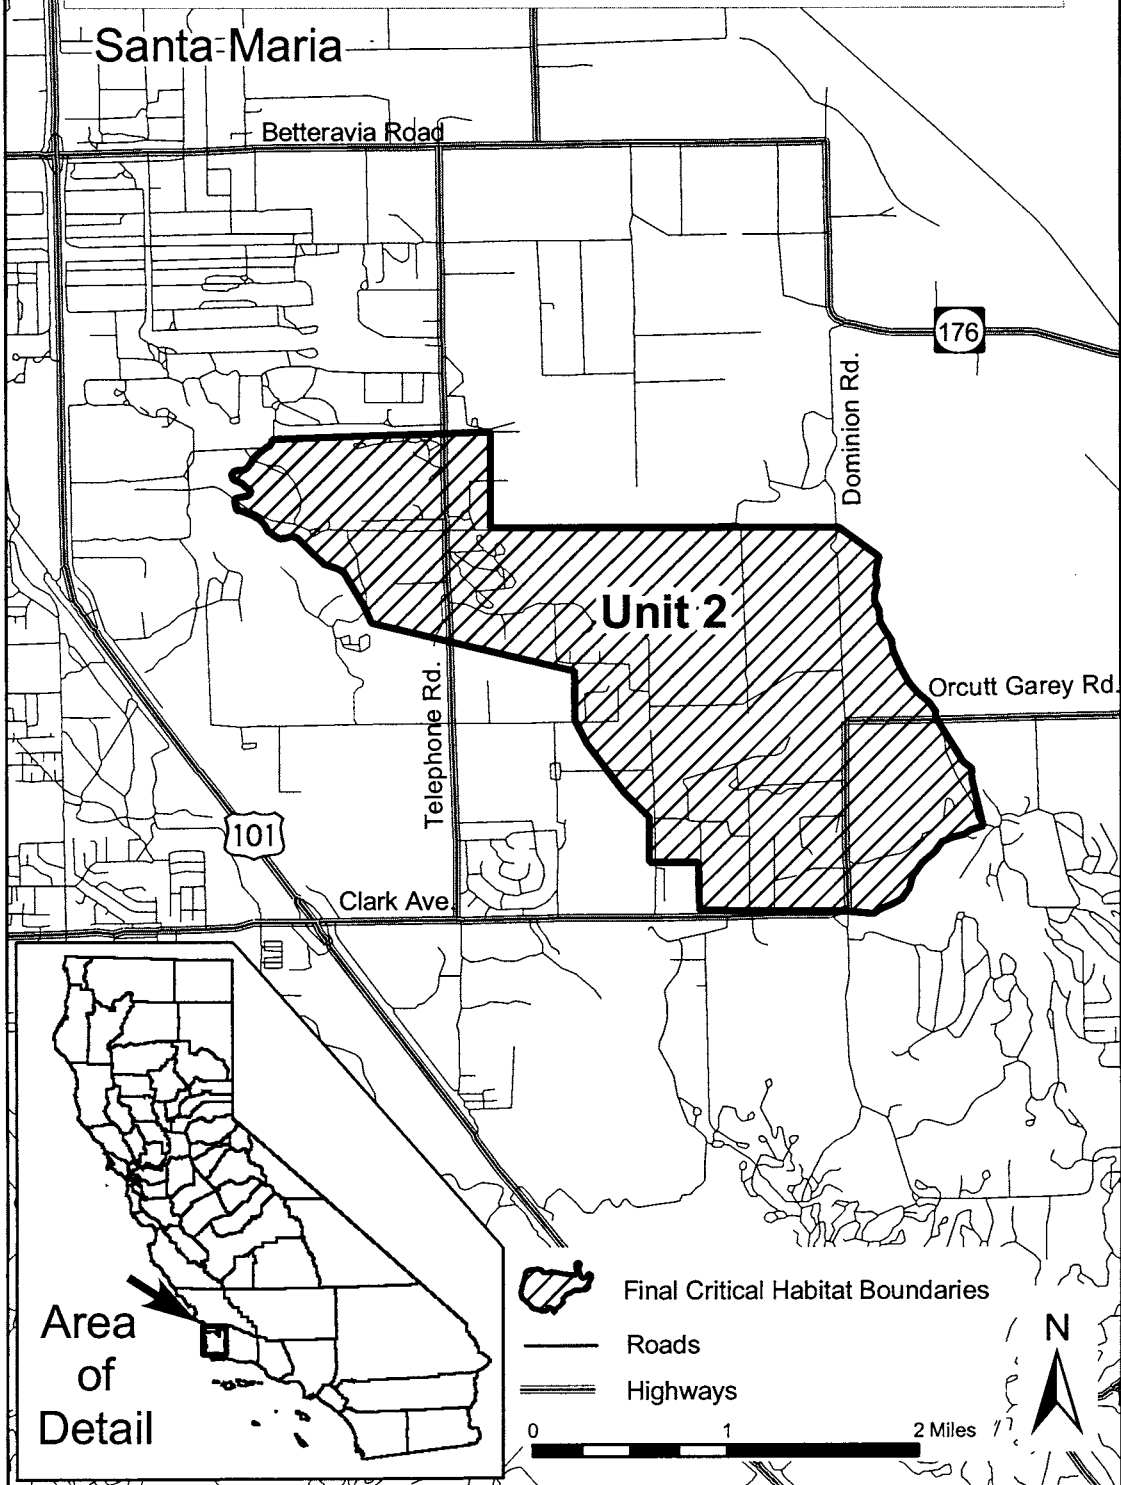 Santa Maria
Betteravia Road
176
Dominion Rd.
Unit 2
Orcutt Garey Rd.
Telephone Rd.
101
Clark Ave.
Area
of
Detail
Final Critical Habitat Boundaries
Roads
Highways
N
0 1 2 Miles